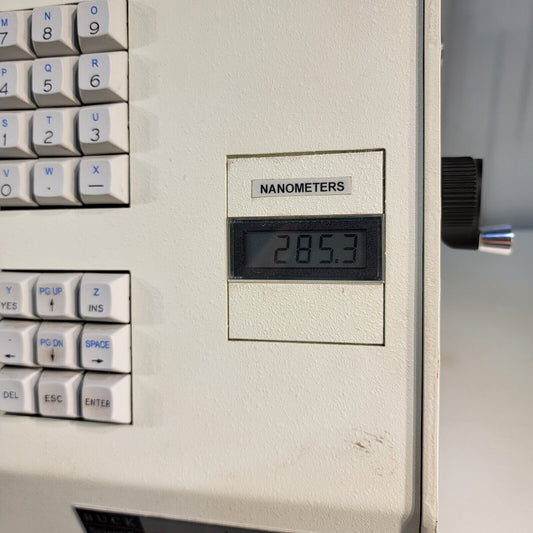 M N O
7 8 9
P Q R
4 5 6
S T U
1 2 3
V W X
0 . —
NANOMETERS
285.3
Y PG UP Z
YES ↑ INS
- PG DN SPACE
← ↓ →
DEL ESC ENTER
BUCK